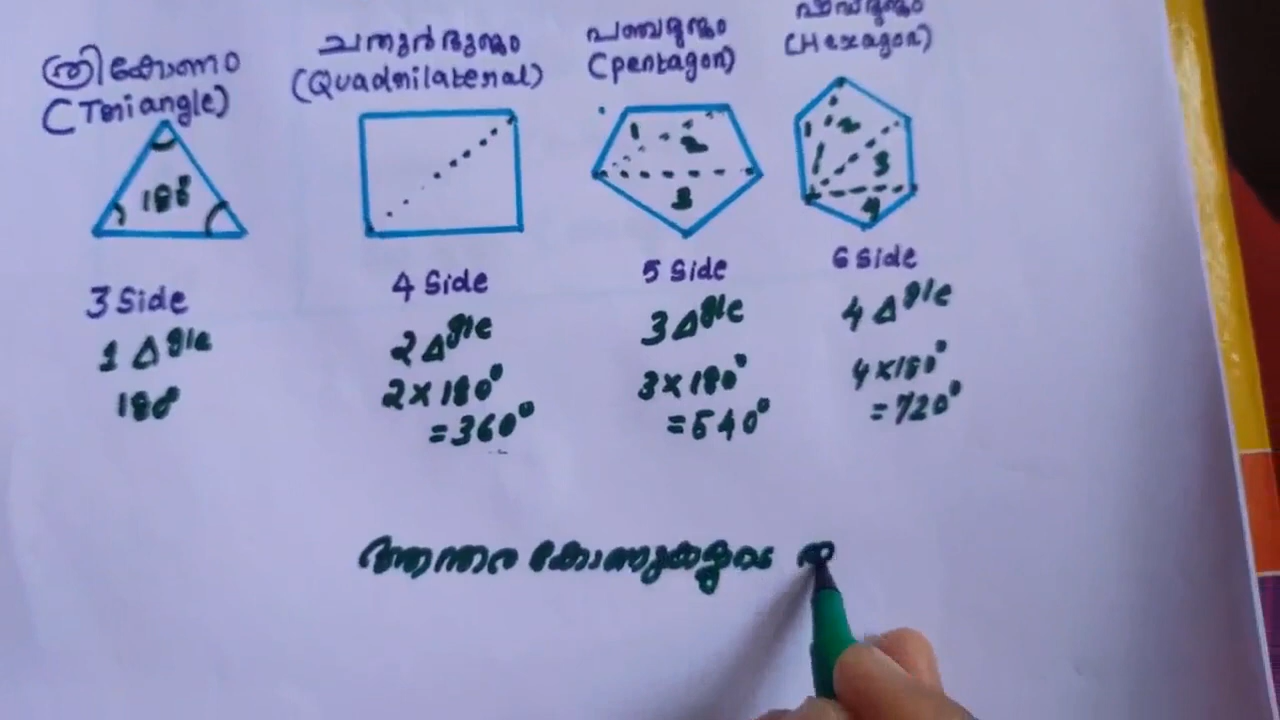 ത്രികോണം
(Triangle)
180
3 Side
1 Δgle
180
ചതുർഭുജം
(Quadrilateral)
4 Side
2 Δgle
2 × 180°
= 360°
പഞ്ചഭുജം
(pentagon)
1
2
3
5 Side
3 Δgle
3 × 180°
= 540°
(Hexagon)
1
2
3
4
6 Side
4 Δgle
4 × 180°
= 720°
ആന്തര കോണുകളുടെ